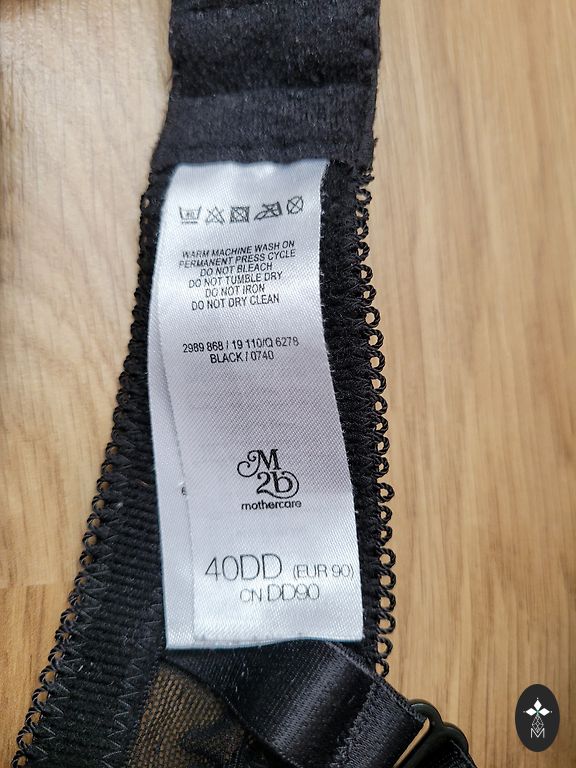 WARM MACHINE WASH ON
PERMANENT PRESS CYCLE
DO NOT BLEACH
DO NOT TUMBLE DRY
DO NOT IRON
DO NOT DRY CLEAN
2989 868 / 19 110/Q 6278
BLACK / 0740
M
2b
mothercare
40DD (EUR 90)
CN DD90
M